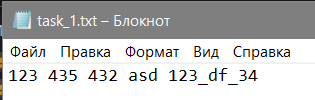 task_1.txt – Блокнот
Файл Правка Формат Вид Справка
123 435 432 asd 123_df_34